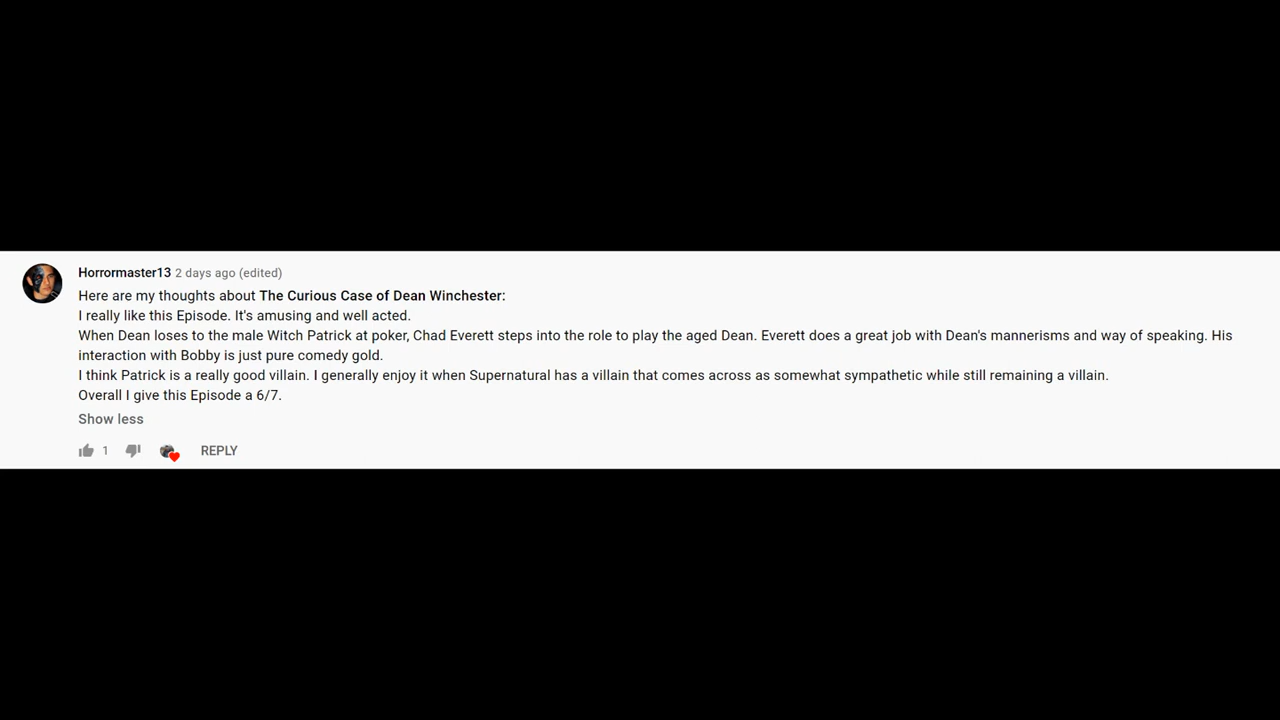 Horrormaster13 2 days ago (edited)
Here are my thoughts about The Curious Case of Dean Winchester:
I really like this Episode. It's amusing and well acted.
When Dean loses to the male Witch Patrick at poker, Chad Everett steps into the role to play the aged Dean. Everett does a great job with Dean's mannerisms and way of speaking. His
interaction with Bobby is just pure comedy gold.
I think Patrick is a really good villain. I generally enjoy it when Supernatural has a villain that comes across as somewhat sympathetic while still remaining a villain.
Overall I give this Episode a 6/7.
Show less
1 REPLY